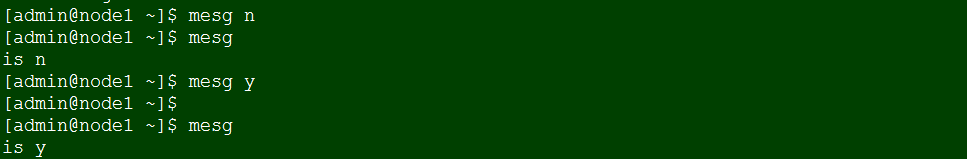 [admin@node1 ~]$ mesg n
[admin@node1 ~]$ mesg
is n
[admin@node1 ~]$ mesg y
[admin@node1 ~]$
[admin@node1 ~]$ mesg
is y